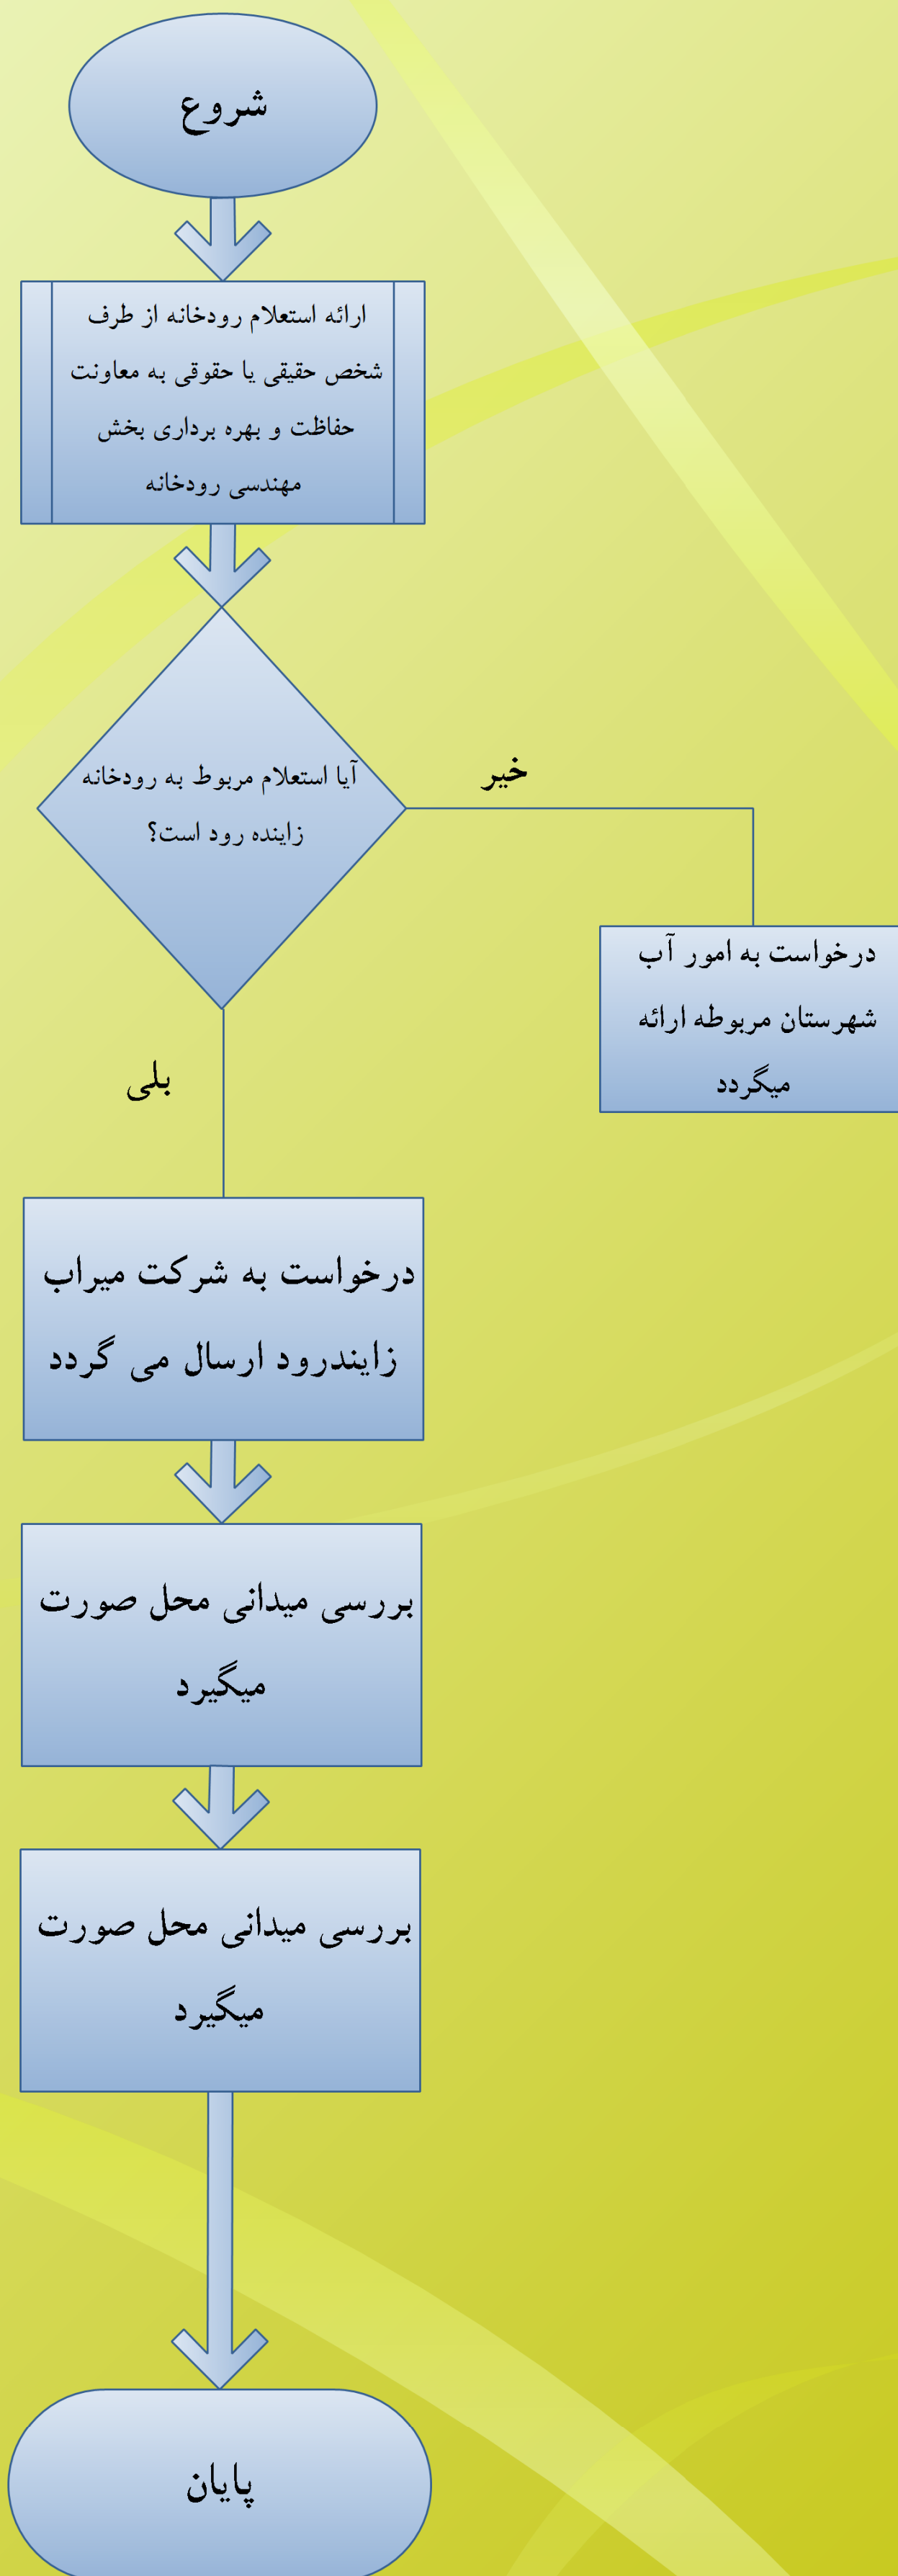 شروع
ارائه استعلام رودخانه از طرف
شخص حقیقی یا حقوقی به معاونت
حفاظت و بهره برداری بخش
مهندسی رودخانه
آیا استعلام مربوط به رودخانه
زاینده رود است؟
خیر
درخواست به امور آب
شهرستان مربوطه ارائه
میگردد
بلی
درخواست به شرکت میراب
زایندرود ارسال می گردد
بررسی میدانی محل صورت
میگیرد
بررسی میدانی محل صورت
میگیرد
پایان